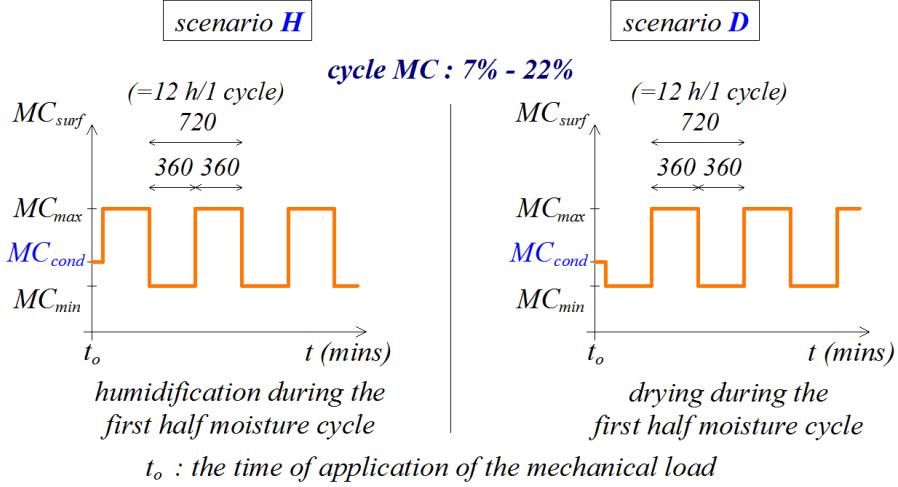 scenario H
scenario D
cycle MC : 7% - 22%
(=12 h/1 cycle)
720
360 360
MCsurf
MCmax
MCcond
MCmin
to
t (mins)
humidification during the
first half moisture cycle
(=12 h/1 cycle)
720
360 360
MCsurf
MCmax
MCcond
MCmin
to
t (mins)
drying during the
first half moisture cycle
to : the time of application of the mechanical load